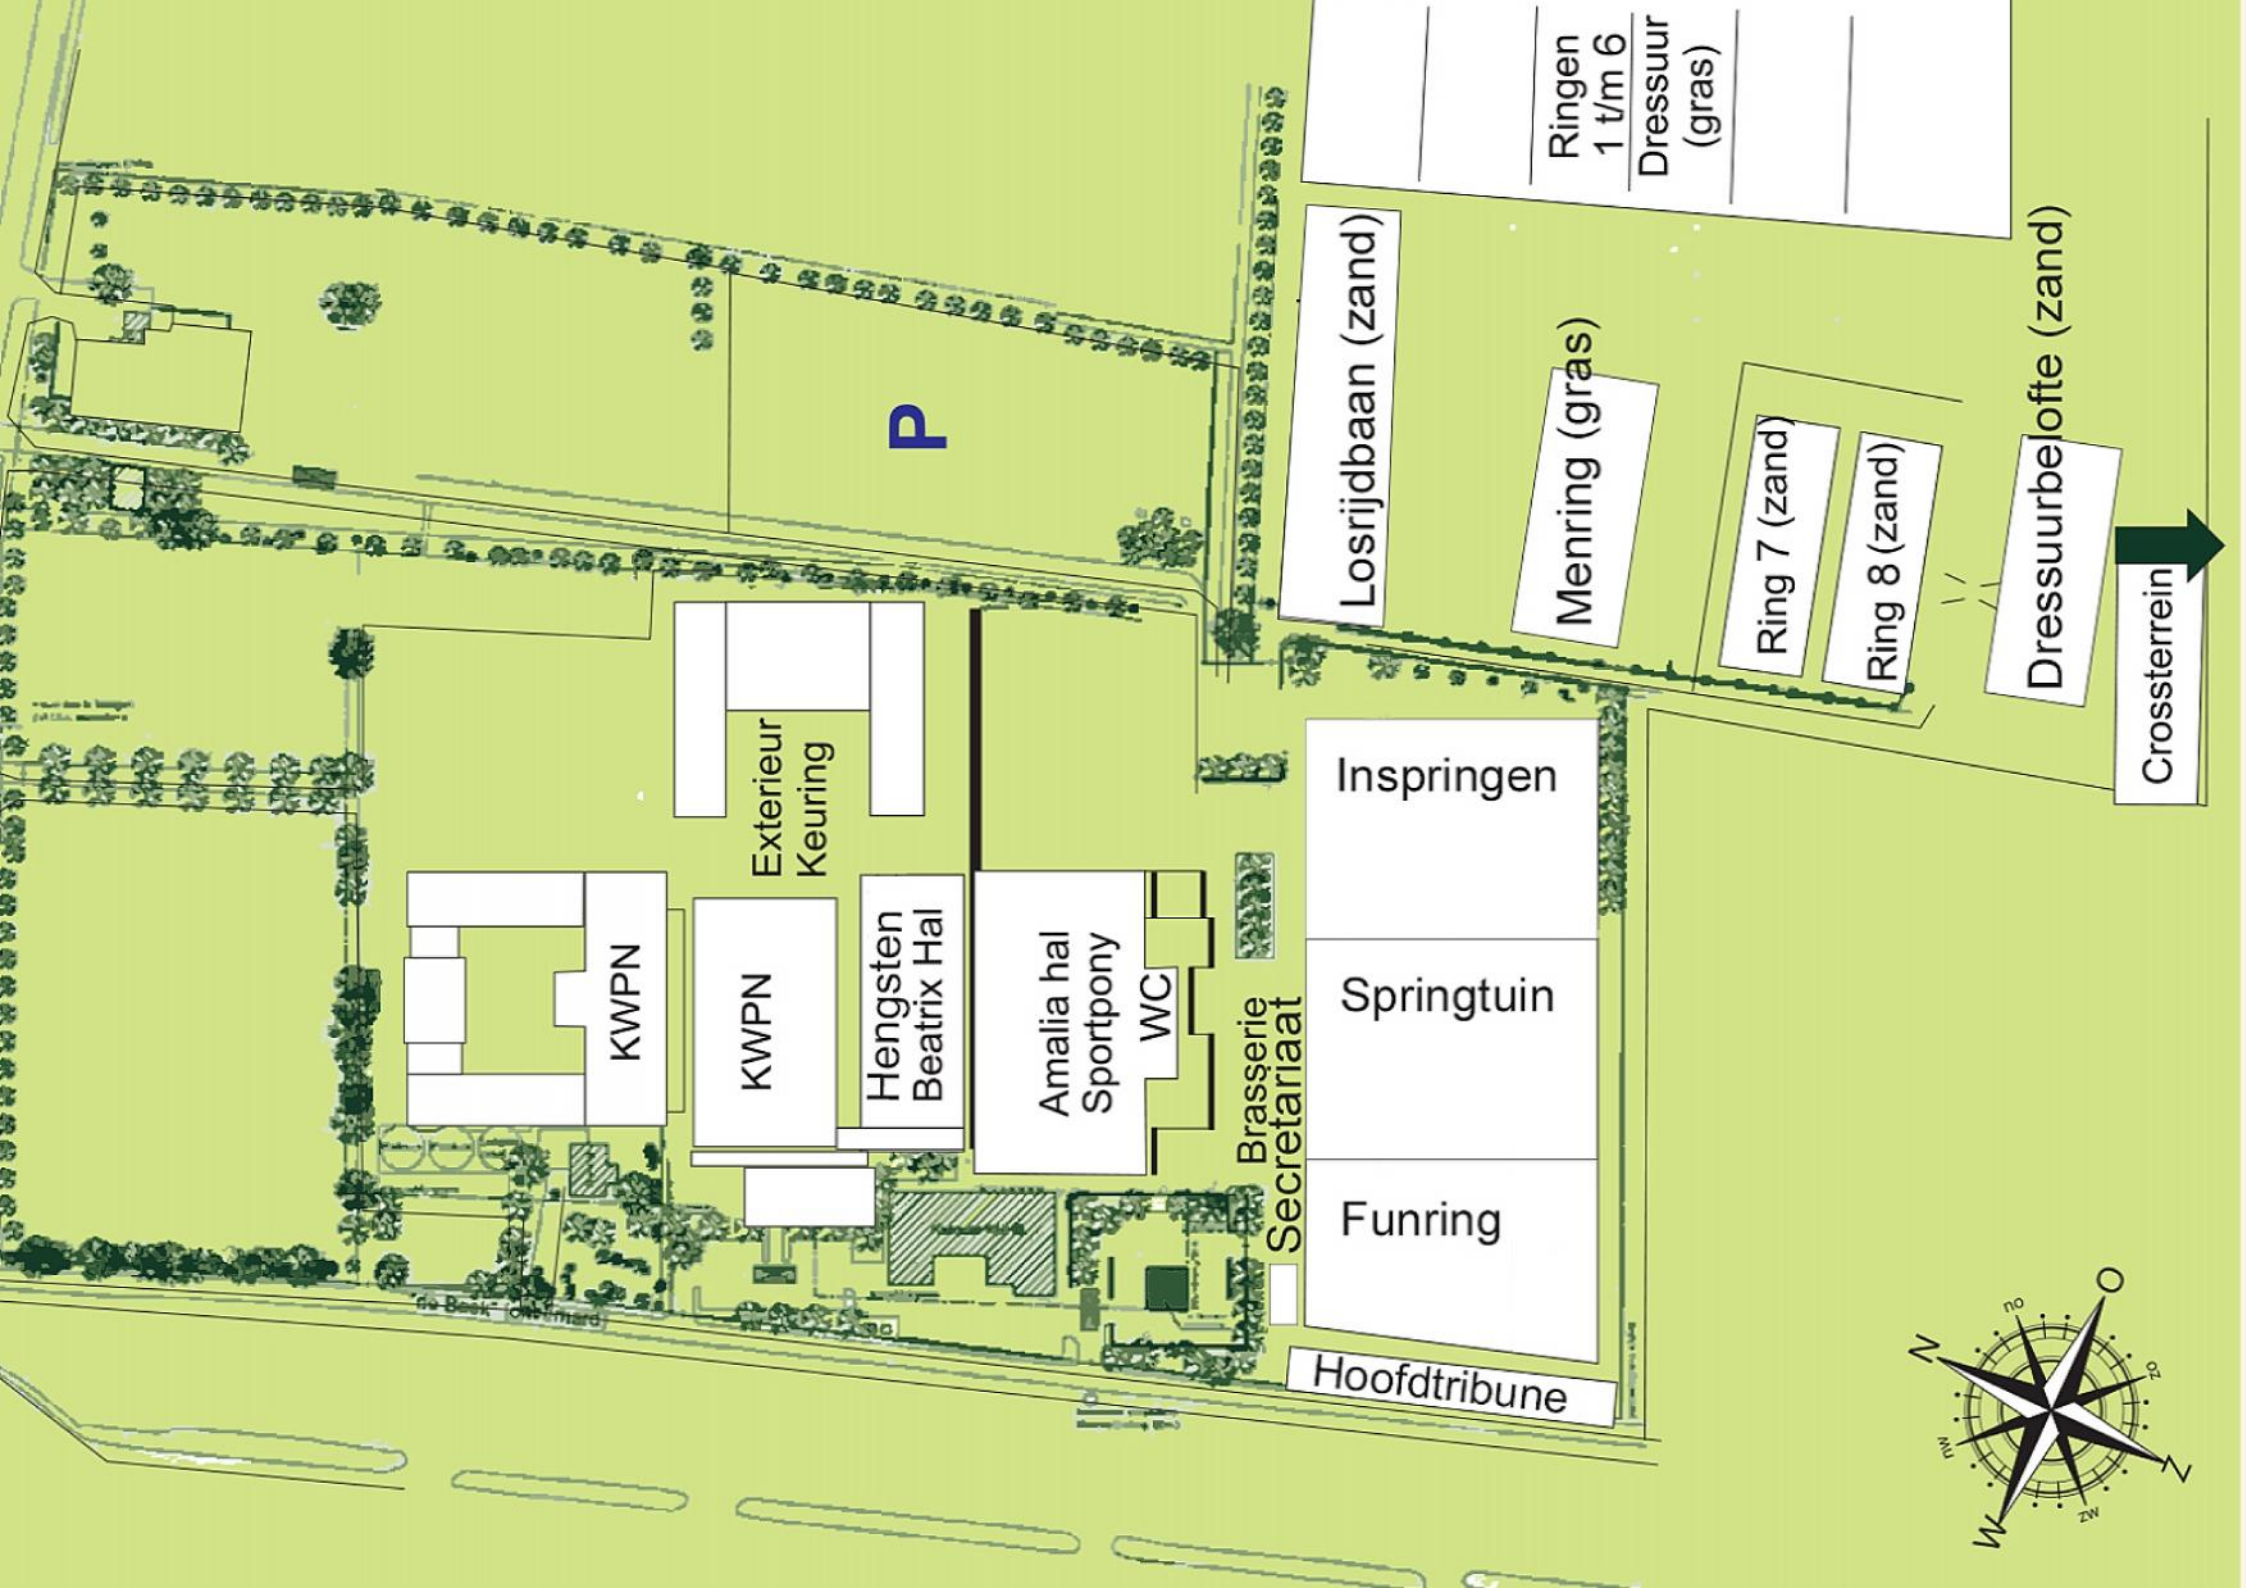 Ringen
1 t/m 6
Dressuur
(gras)
Losrijdbaan (zand)
Menring (gras)
Ring 7 (zand)
Ring 8 (zand)
Dressuurbelofte (zand)
Crossterrein
P
Exterieur
Keuring
KWPN
KWPN
Hengsten
Beatrix Hal
Amalia hal
Sportpony
WC
Brasserie
Secretariaat
Inspringen
Springtuin
Funring
Hoofdtribune
N
no
O
zo
Z
zw
W
nw